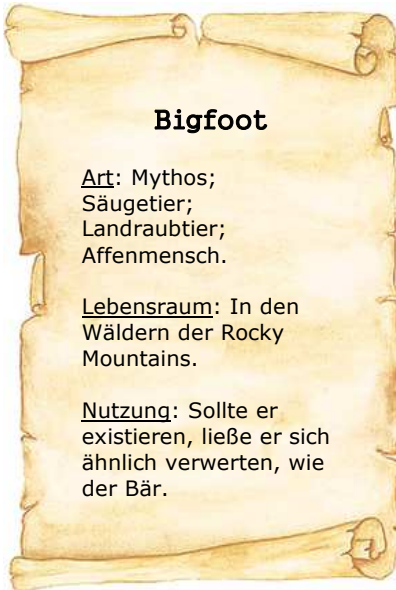 Bigfoot
Art: Mythos;
Säugetier;
Landraubtier;
Affenmensch.
Lebensraum: In den
Wäldern der Rocky
Mountains.
Nutzung: Sollte er
existieren, ließe er sich
ähnlich verwerten, wie
der Bär.